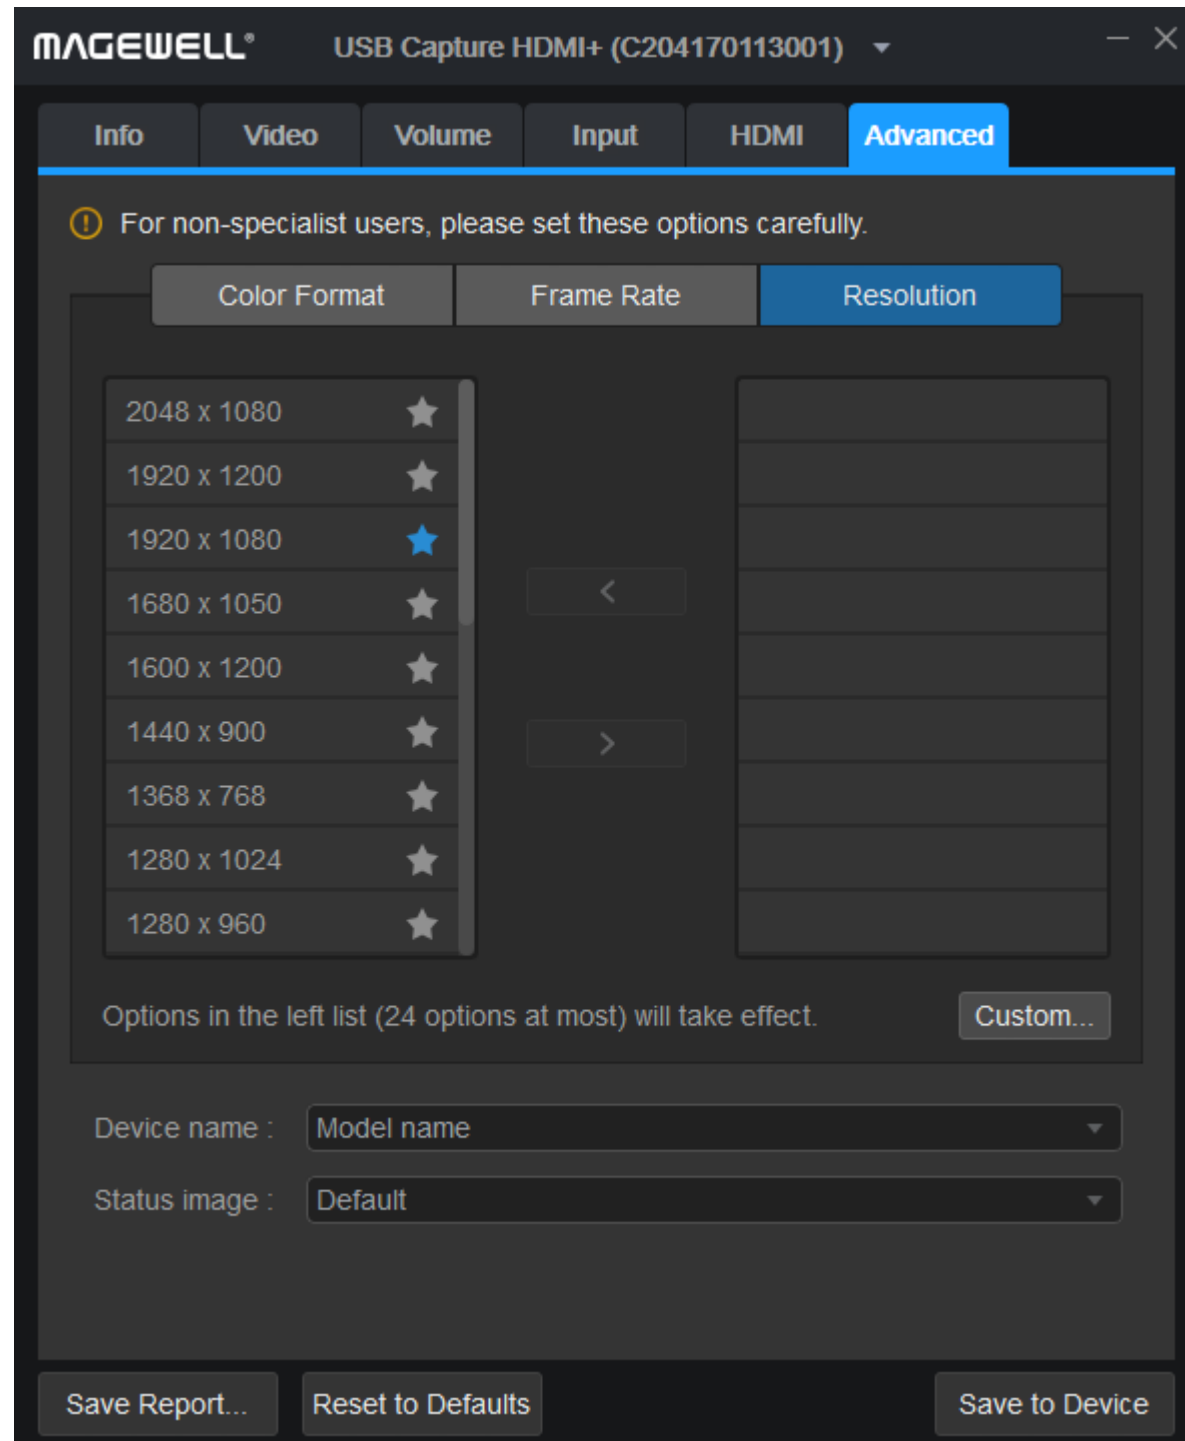 MAGEWELL® USB Capture HDMI+ (C204170113001)
Info Video Volume Input HDMI Advanced
For non-specialist users, please set these options carefully.
Color Format Frame Rate Resolution
2048 x 1080
1920 x 1200
1920 x 1080
1680 x 1050
1600 x 1200
1440 x 900
1368 x 768
1280 x 1024
1280 x 960
Options in the left list (24 options at most) will take effect. Custom...
Device name : Model name
Status image : Default
Save Report... Reset to Defaults Save to Device